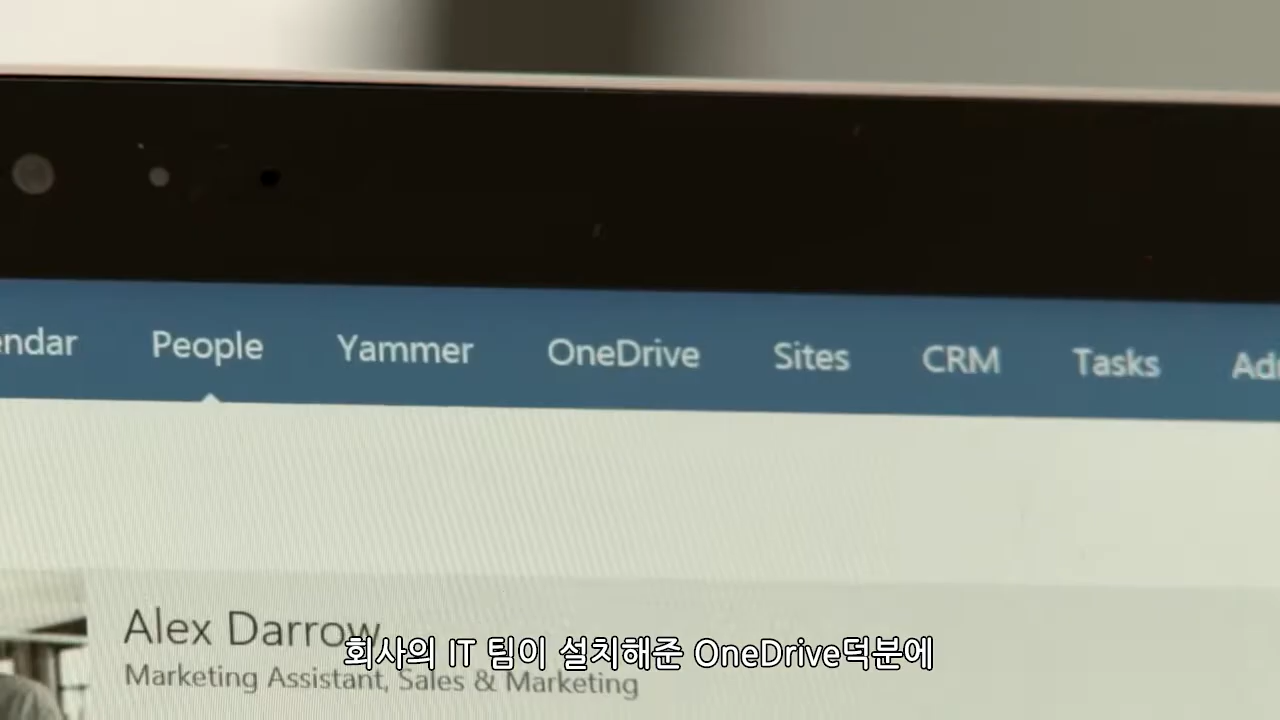 endar People Yammer OneDrive Sites CRM Tasks Ad
Alex Darrow
회사의 IT 팀이 설치해준 OneDrive덕분에
Marketing Assistant, Sales & Marketing